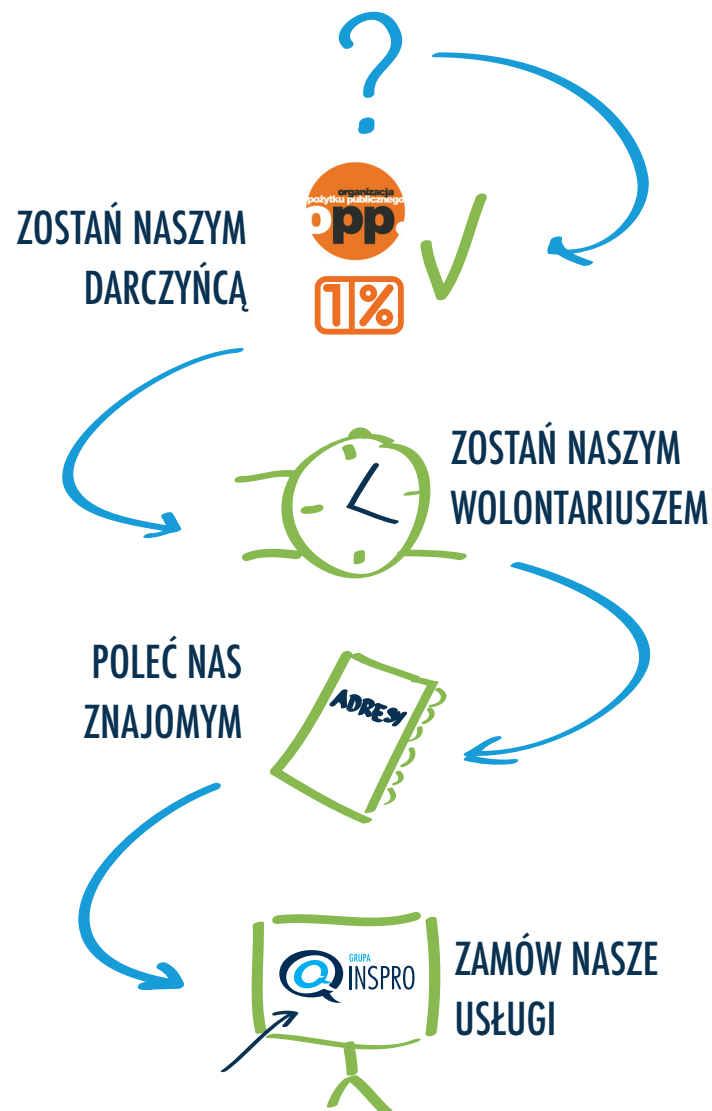 ?
organizacja
pożytku publicznego
opp.
1%
ZOSTAŃ NASZYM
DARCZYŃCĄ
ZOSTAŃ NASZYM
WOLONTARIUSZEM
POLEĆ NAS
ZNAJOMYM
ADRESY
GRUPA
INSPRO
ZAMÓW NASZE
USŁUGI